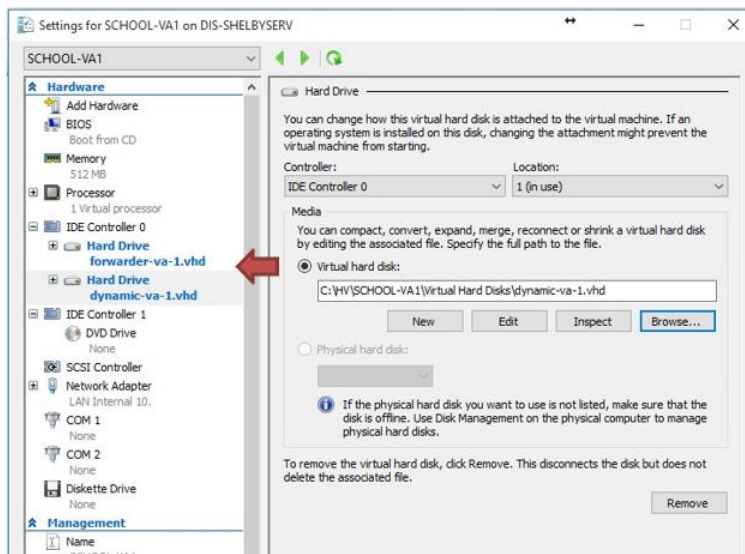 Settings for SCHOOL-VA1 on DIS-SHELBYSERV
SCHOOL-VA1
Hardware
Add Hardware
BIOS
Boot from CD
Memory
512 MB
Processor
1 Virtual processor
IDE Controller 0
Hard Drive
forwarder-va-1.vhd
Hard Drive
dynamic-va-1.vhd
IDE Controller 1
DVD Drive
None
SCSI Controller
Network Adapter
LAN Internal 10.
COM 1
None
COM 2
None
Diskette Drive
None
Management
Name
Hard Drive
You can change how this virtual hard disk is attached to the virtual machine. If an
operating system is installed on this disk, changing the attachment might prevent the
virtual machine from starting.
Controller:
Location:
IDE Controller 0
1 (in use)
Media
You can compact, convert, expand, merge, reconnect or shrink a virtual hard disk
by editing the associated file. Specify the full path to the file.
Virtual hard disk:
C:\HV\SCHOOL-VA1\Virtual Hard Disks\dynamic-va-1.vhd
New
Edit
Inspect
Browse...
Physical hard disk:
If the physical hard disk you want to use is not listed, make sure that the
disk is offline. Use Disk Management on the physical computer to manage
physical hard disks.
To remove the virtual hard disk, click Remove. This disconnects the disk but does not
delete the associated file.
Remove